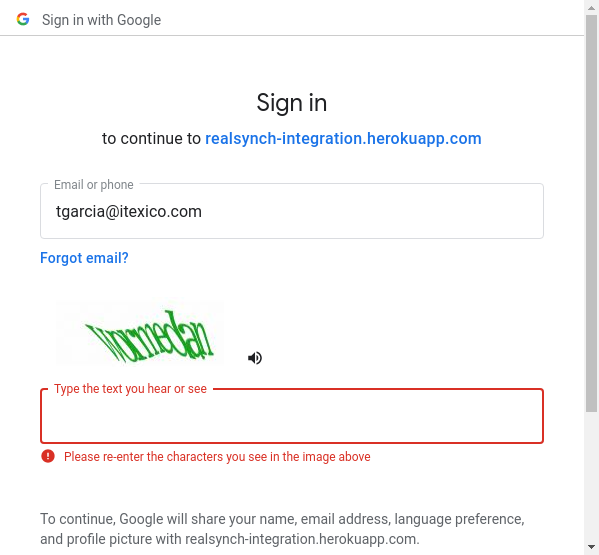 Sign in with Google
Sign in
to continue to realsynch-integration.herokuapp.com
Email or phone
tgarcia@itexico.com
Forgot email?
Type the text you hear or see
Please re-enter the characters you see in the image above
To continue, Google will share your name, email address, language preference,
and profile picture with realsynch-integration.herokuapp.com.